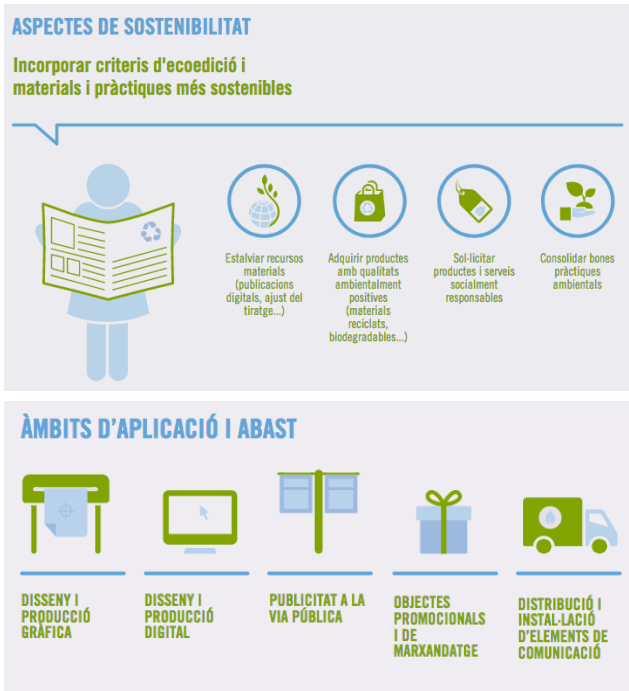 ASPECTES DE SOSTENIBILITAT
Incorporar criteris d'ecoedició i
materials i pràctiques més sostenibles
Estalviar recursos
materials
(publicacions
digitals, ajust del
tiratge...)
Adquirir productes
amb qualitats
ambientalment
positives
(materials
reciclats,
biodegradables...)
Sol·licitar
productes i serveis
socialment
responsables
Consolidar bones
pràctiques
ambientals
ÀMBITS D'APLICACIÓ I ABAST
DISSENY I
PRODUCCIÓ
GRÀFICA
DISSENY I
PRODUCCIÓ
DIGITAL
PUBLICITAT A LA
VIA PÚBLICA
OBJECTES
PROMOCIONALS
I DE
MARXANDATGE
DISTRIBUCIÓ I
INSTAL·LACIÓ
D'ELEMENTS DE
COMUNICACIÓ